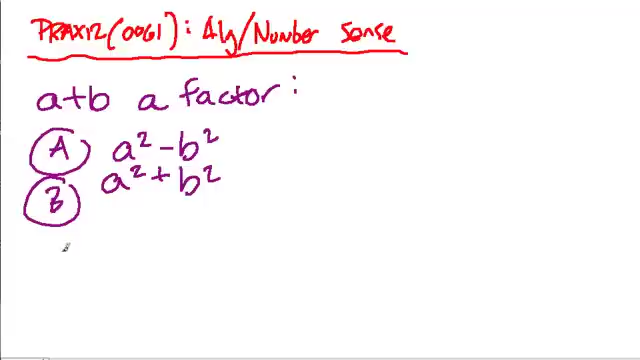 PRAXIS(0061): Alg/Number Sense
a+b a factor:
A a² - b²
B a² + b²